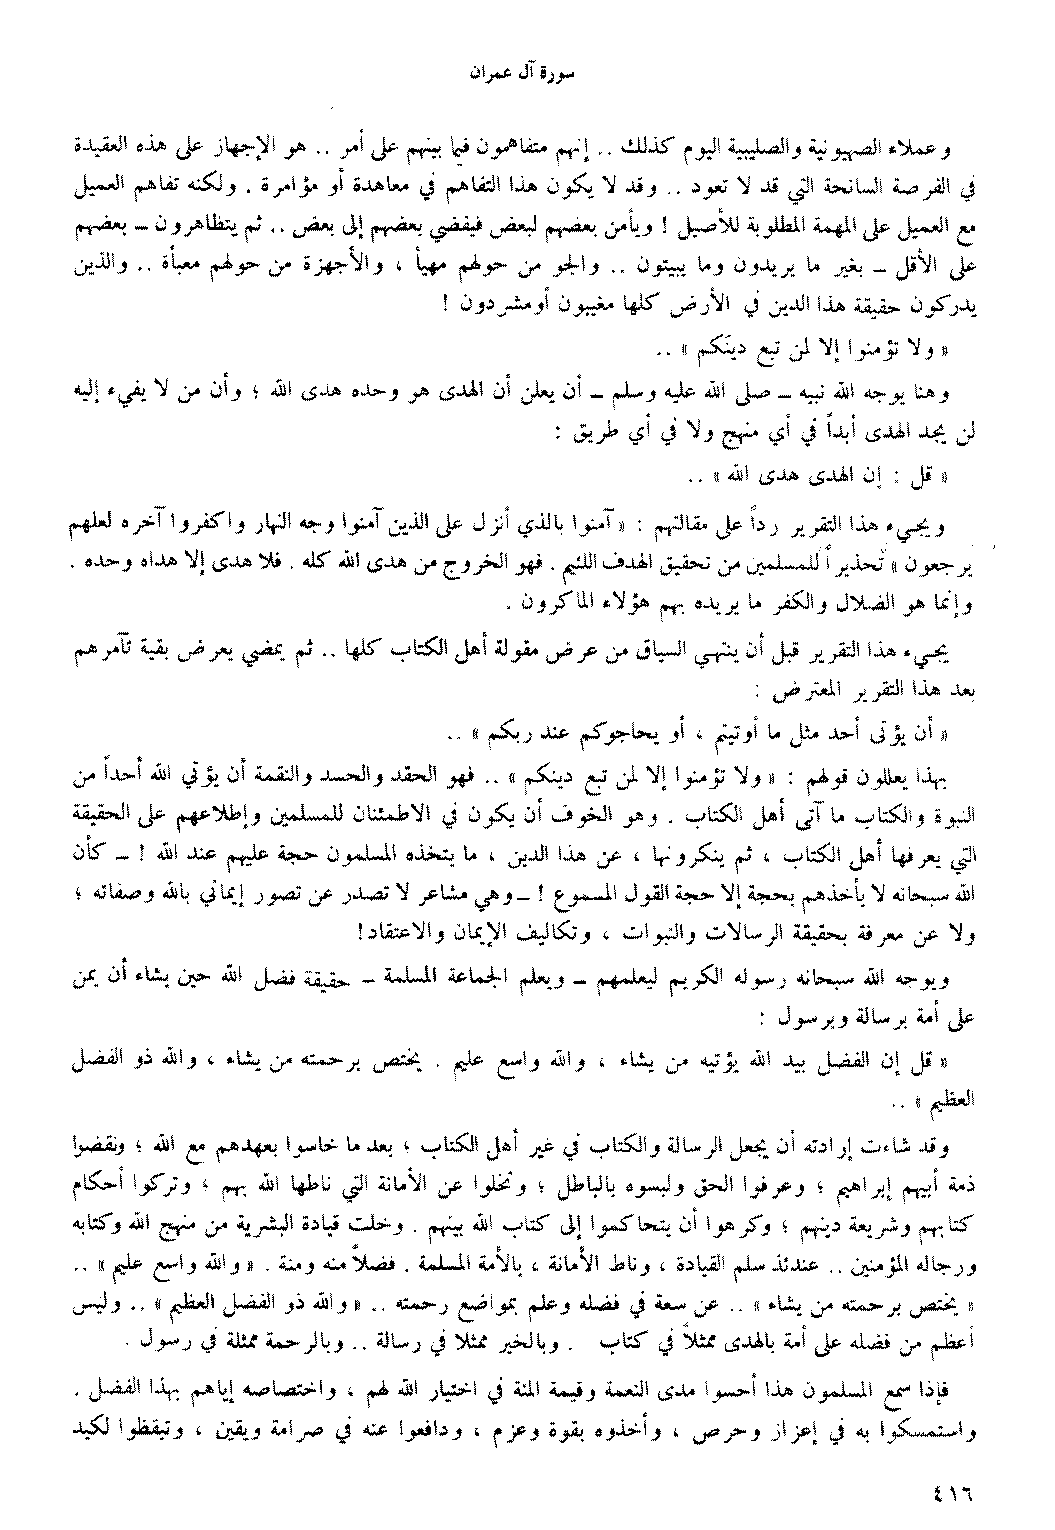 سورة آل عمران
وعملاء الصهيونية والصليبية اليوم كذلك .. إنهم متفاهمون فيما بينهم على أمر .. هو الإجهاز على هذه العقيدة
في الفرصة السانحة التي قد لا تعود .. وقد لا يكون هذا التفاهم في معاهدة أو مؤامرة . ولكنه تفاهم العميل
مع العميل على المهمة المطلوبة للأصيل ! ويأمن بعضهم لبعض فيفضي بعضهم إلى بعض .. ثم يتظاهرون – بعضهم
على الأقل – بغير ما يريدون وما يبيتون .. والجو من حولهم مهيأ ، والأجهزة من حولهم معبأة .. والذين
يدركون حقيقة هذا الدين في الأرض كلها مغيبون أو مشردون !
« ولا تؤمنوا إلا لمن تبع دينكم » ..
وهنا يوجه الله نبيه – صلى الله عليه وسلم – أن يعلن أن الهدى هو وحده هدى الله ؛ وأن من لا يفيء إليه
لن يجد الهدى أبداً في أي منهج ولا في أي طريق :
« قل : إن الهدى هدى الله » ..
ويجيء هذا التقرير رداً على مقالتهم : « آمنوا بالذي أنزل على الذين آمنوا وجه النهار واكفروا آخره لعلهم
يرجعون » تحذيراً للمسلمين من تحقيق الهدف اللئيم . فهو الخروج من هدى الله كله . فلا هدى إلا هداه وحده .
وإنما هو الضلال والكفر ما يريده بهم هؤلاء الماكرون .
يجيء هذا التقرير قبل أن ينتهي السياق من عرض مقولة أهل الكتاب كلها .. ثم يمضي يعرض بقية تآمرهم
بعد هذا التقرير المعترض :
« أن يؤتى أحد مثل ما أوتيتم ، أو يحاجوكم عند ربكم » ..
بهذا يعللون قولهم : « ولا تؤمنوا إلا لمن تبع دينكم » .. فهو الحقد والحسد والنقمة أن يؤتي الله أحداً من
النبوة والكتاب ما آتى أهل الكتاب . وهو الخوف أن يكون في الاطمئنان للمسلمين وإطلاعهم على الحقيقة
التي يعرفها أهل الكتاب ، ثم ينكرونها ، عن هذا الدين ، ما يتخذه المسلمون حجة عليهم عند الله ! – كأن
الله سبحانه لا يأخذهم بحجة إلا حجة القول المسموع ! – وهي مشاعر لا تصدر عن تصور إيماني بالله وصفاته ؛
ولا عن معرفة بحقيقة الرسالات والنبوات ، وتكاليف الإيمان والاعتقاد!
ويوجه الله سبحانه رسوله الكريم ليعلمهم – ويعلم الجماعة المسلمة – حقيقة فضل الله حين يشاء أن يمن
على أمة برسالة وبرسول :
« قل إن الفضل بيد الله يؤتيه من يشاء ، والله واسع عليم . يختص برحمته من يشاء ، والله ذو الفضل
العظيم » ..
وقد شاءت إرادته أن يجعل الرسالة والكتاب في غير أهل الكتاب ؛ بعد ما خاسوا بعهدهم مع الله ؛ ونقضوا
ذمة أبيهم إبراهيم ؛ وعرفوا الحق ولبسوه بالباطل ؛ وتخلوا عن الأمانة التي ناطها الله بهم ؛ وتركوا أحكام
كتابهم وشريعة دينهم ؛ وكرهوا أن يتحاكموا إلى كتاب الله بينهم . وخلت قيادة البشرية من منهج الله وكتابه
ورجاله المؤمنين .. عندئذ سلم القيادة ، وناط الأمانة ، بالأمة المسلمة . فضلاً منه ومنة . « والله واسع عليم » ..
« يختص برحمته من يشاء » .. عن سعة في فضله وعلم بمواضع رحمته .. « والله ذو الفضل العظيم » .. وليس
أعظم من فضله على أمة بالهدى ممثلاً في كتاب . وبالخير ممثلا في رسالة .. وبالرحمة ممثلة في رسول .
فإذا سمع المسلمون هذا أحسوا مدى النعمة وقيمة المنة في اختيار الله لهم ، واختصاصه إياهم بهذا الفضل .
واستمسكوا به في إعزاز وحرص ، وأخذوه بقوة وعزم ، ودافعوا عنه في صرامة ويقين ، وتيقظوا لكيد
٤١٦